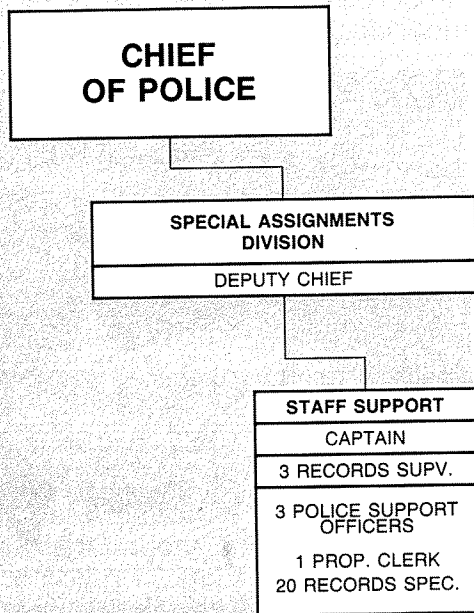 CHIEF
OF POLICE
SPECIAL ASSIGNMENTS
DIVISION
DEPUTY CHIEF
STAFF SUPPORT
CAPTAIN
3 RECORDS SUPV.
3 POLICE SUPPORT
OFFICERS
1 PROP. CLERK
20 RECORDS SPEC.